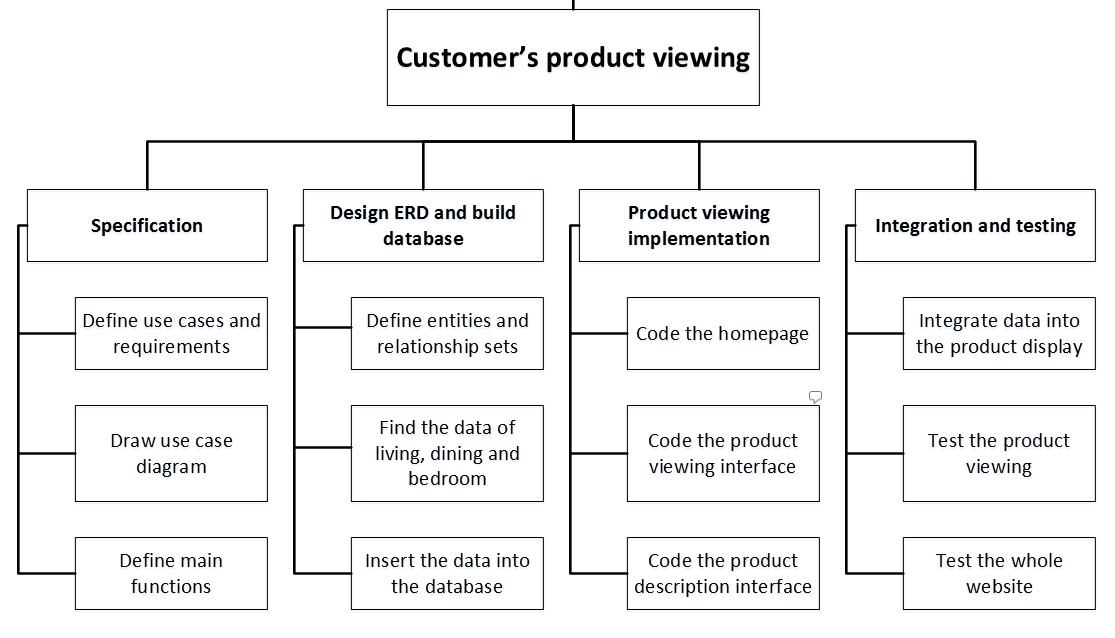 Customer’s product viewing
Specification
Design ERD and build
database
Product viewing
implementation
Integration and testing
Define use cases and
requirements
Define entities and
relationship sets
Code the homepage
Integrate data into
the product display
Draw use case
diagram
Find the data of
living, dining and
bedroom
Code the product
viewing interface
Test the product
viewing
Define main
functions
Insert the data into
the database
Code the product
description interface
Test the whole
website